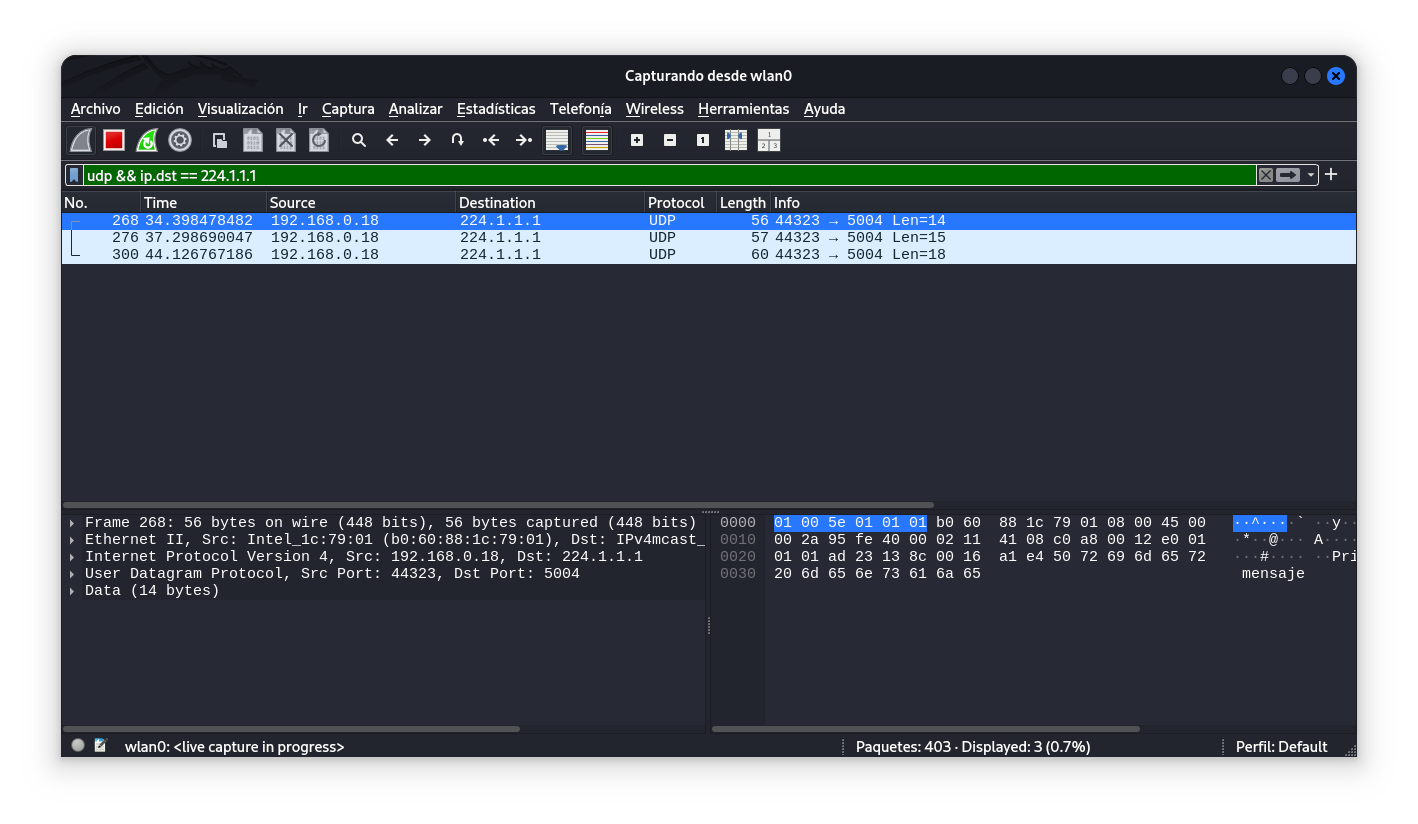 Capturando desde wlan0
Archivo Edición Visualización Ir Captura Analizar Estadísticas Telefonía Wireless Herramientas Ayuda
udp && ip.dst == 224.1.1.1
No. Time Source Destination Protocol Length Info
268 34.398478482 192.168.0.18 224.1.1.1 UDP 56 44323 → 5004 Len=14
276 37.298690047 192.168.0.18 224.1.1.1 UDP 57 44323 → 5004 Len=15
300 44.126767186 192.168.0.18 224.1.1.1 UDP 60 44323 → 5004 Len=18
Frame 268: 56 bytes on wire (448 bits), 56 bytes captured (448 bits)
Ethernet II, Src: Intel_1c:79:01 (b0:60:88:1c:79:01), Dst: IPv4mcast_
Internet Protocol Version 4, Src: 192.168.0.18, Dst: 224.1.1.1
User Datagram Protocol, Src Port: 44323, Dst Port: 5004
Data (14 bytes)
0000 01 00 5e 01 01 01 b0 60 88 1c 79 01 08 00 45 00 ··^····` ··y··
0010 00 2a 95 fe 40 00 02 11 41 08 c0 a8 00 12 e0 01 ·*··@··· A····
0020 01 01 ad 23 13 8c 00 16 a1 e4 50 72 69 6d 65 72 ···#···· ··Pri
0030 20 6d 65 6e 73 61 6a 65 mensaje
wlan0: <live capture in progress>
Paquetes: 403 · Displayed: 3 (0.7%)
Perfil: Default